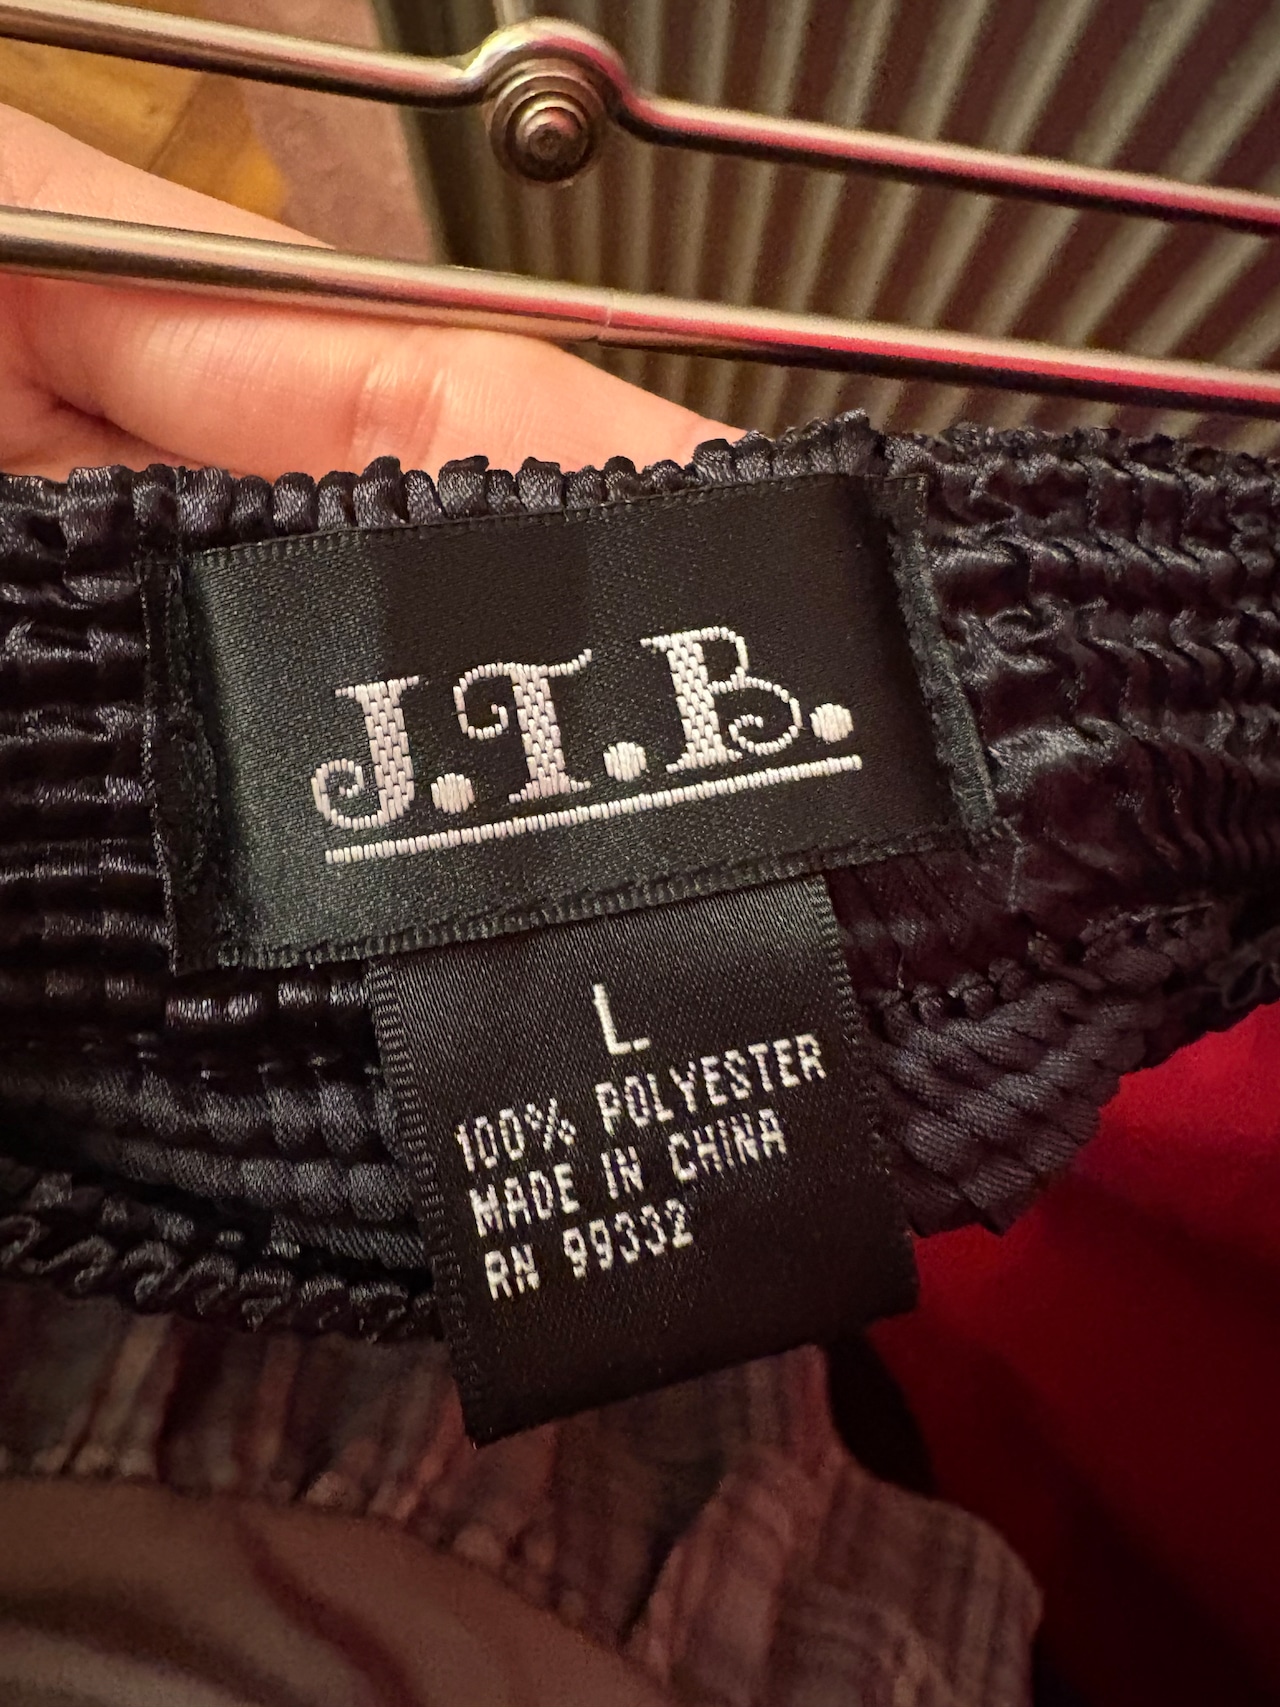 J.T.B.
L
100% POLYESTER
MADE IN CHINA
RN 99332